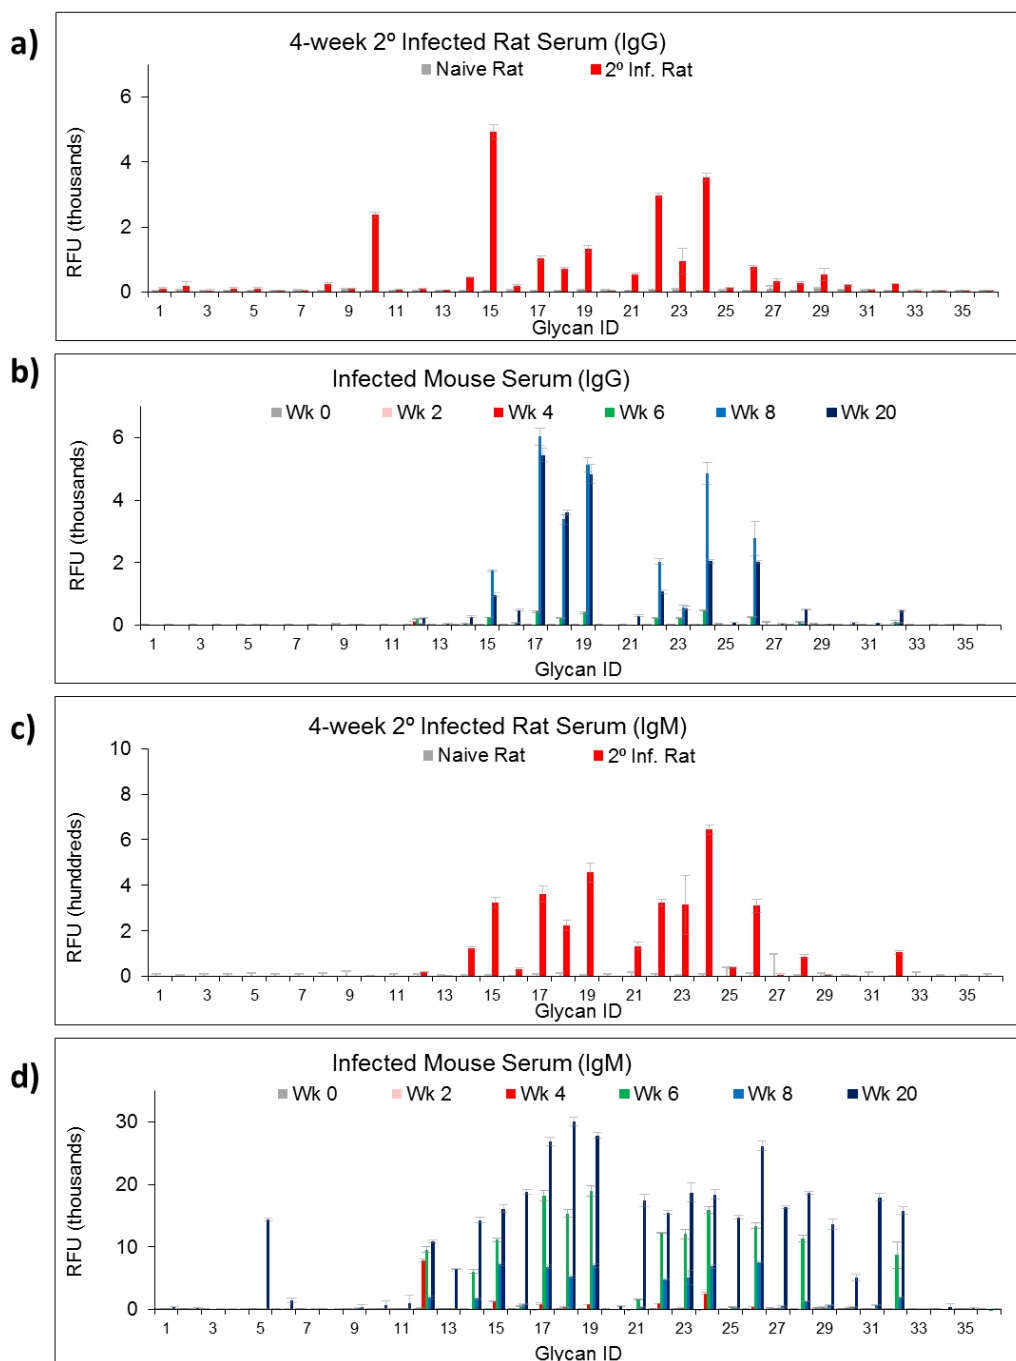 a)
4-week 2º Infected Rat Serum (IgG)
Naive Rat 2º Inf. Rat
RFU (thousands)
6
4
2
0
1 3 5 7 9 11 13 15 17 19 21 23 25 27 29 31 33 35
Glycan ID
b)
Infected Mouse Serum (IgG)
Wk 0 Wk 2 Wk 4 Wk 6 Wk 8 Wk 20
RFU (thousands)
6
4
2
0
1 3 5 7 9 11 13 15 17 19 21 23 25 27 29 31 33 35
Glycan ID
c)
4-week 2º Infected Rat Serum (IgM)
Naive Rat 2º Inf. Rat
RFU (hunddreds)
10
8
6
4
2
0
1 3 5 7 9 11 13 15 17 19 21 23 25 27 29 31 33 35
Glycan ID
d)
Infected Mouse Serum (IgM)
Wk 0 Wk 2 Wk 4 Wk 6 Wk 8 Wk 20
RFU (thousands)
30
20
10
0
1 3 5 7 9 11 13 15 17 19 21 23 25 27 29 31 33 35
Glycan ID